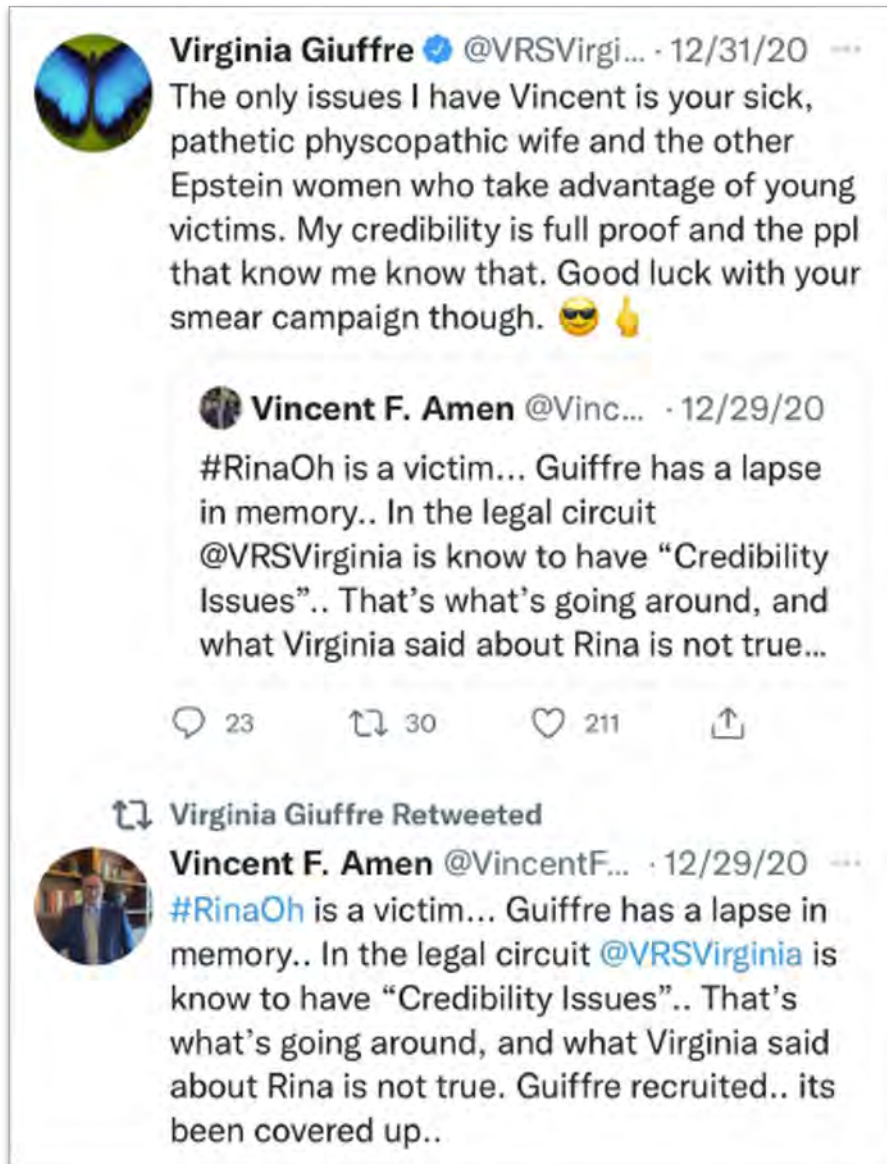 Virginia Giuffre @VRSVirgi... · 12/31/20 ...
The only issues I have Vincent is your sick,
pathetic physcopathic wife and the other
Epstein women who take advantage of young
victims. My credibility is full proof and the ppl
that know me know that. Good luck with your
smear campaign though. 😎 🖕
Vincent F. Amen @Vinc... · 12/29/20
#RinaOh is a victim... Guiffre has a lapse
in memory.. In the legal circuit
@VRSVirginia is know to have “Credibility
Issues”.. That’s what’s going around, and
what Virginia said about Rina is not true...
23 30 211
Virginia Giuffre Retweeted
Vincent F. Amen @VincentF... · 12/29/20 ...
#RinaOh is a victim... Guiffre has a lapse in
memory.. In the legal circuit @VRSVirginia is
know to have “Credibility Issues”.. That’s
what’s going around, and what Virginia said
about Rina is not true. Guiffre recruited.. its
been covered up..